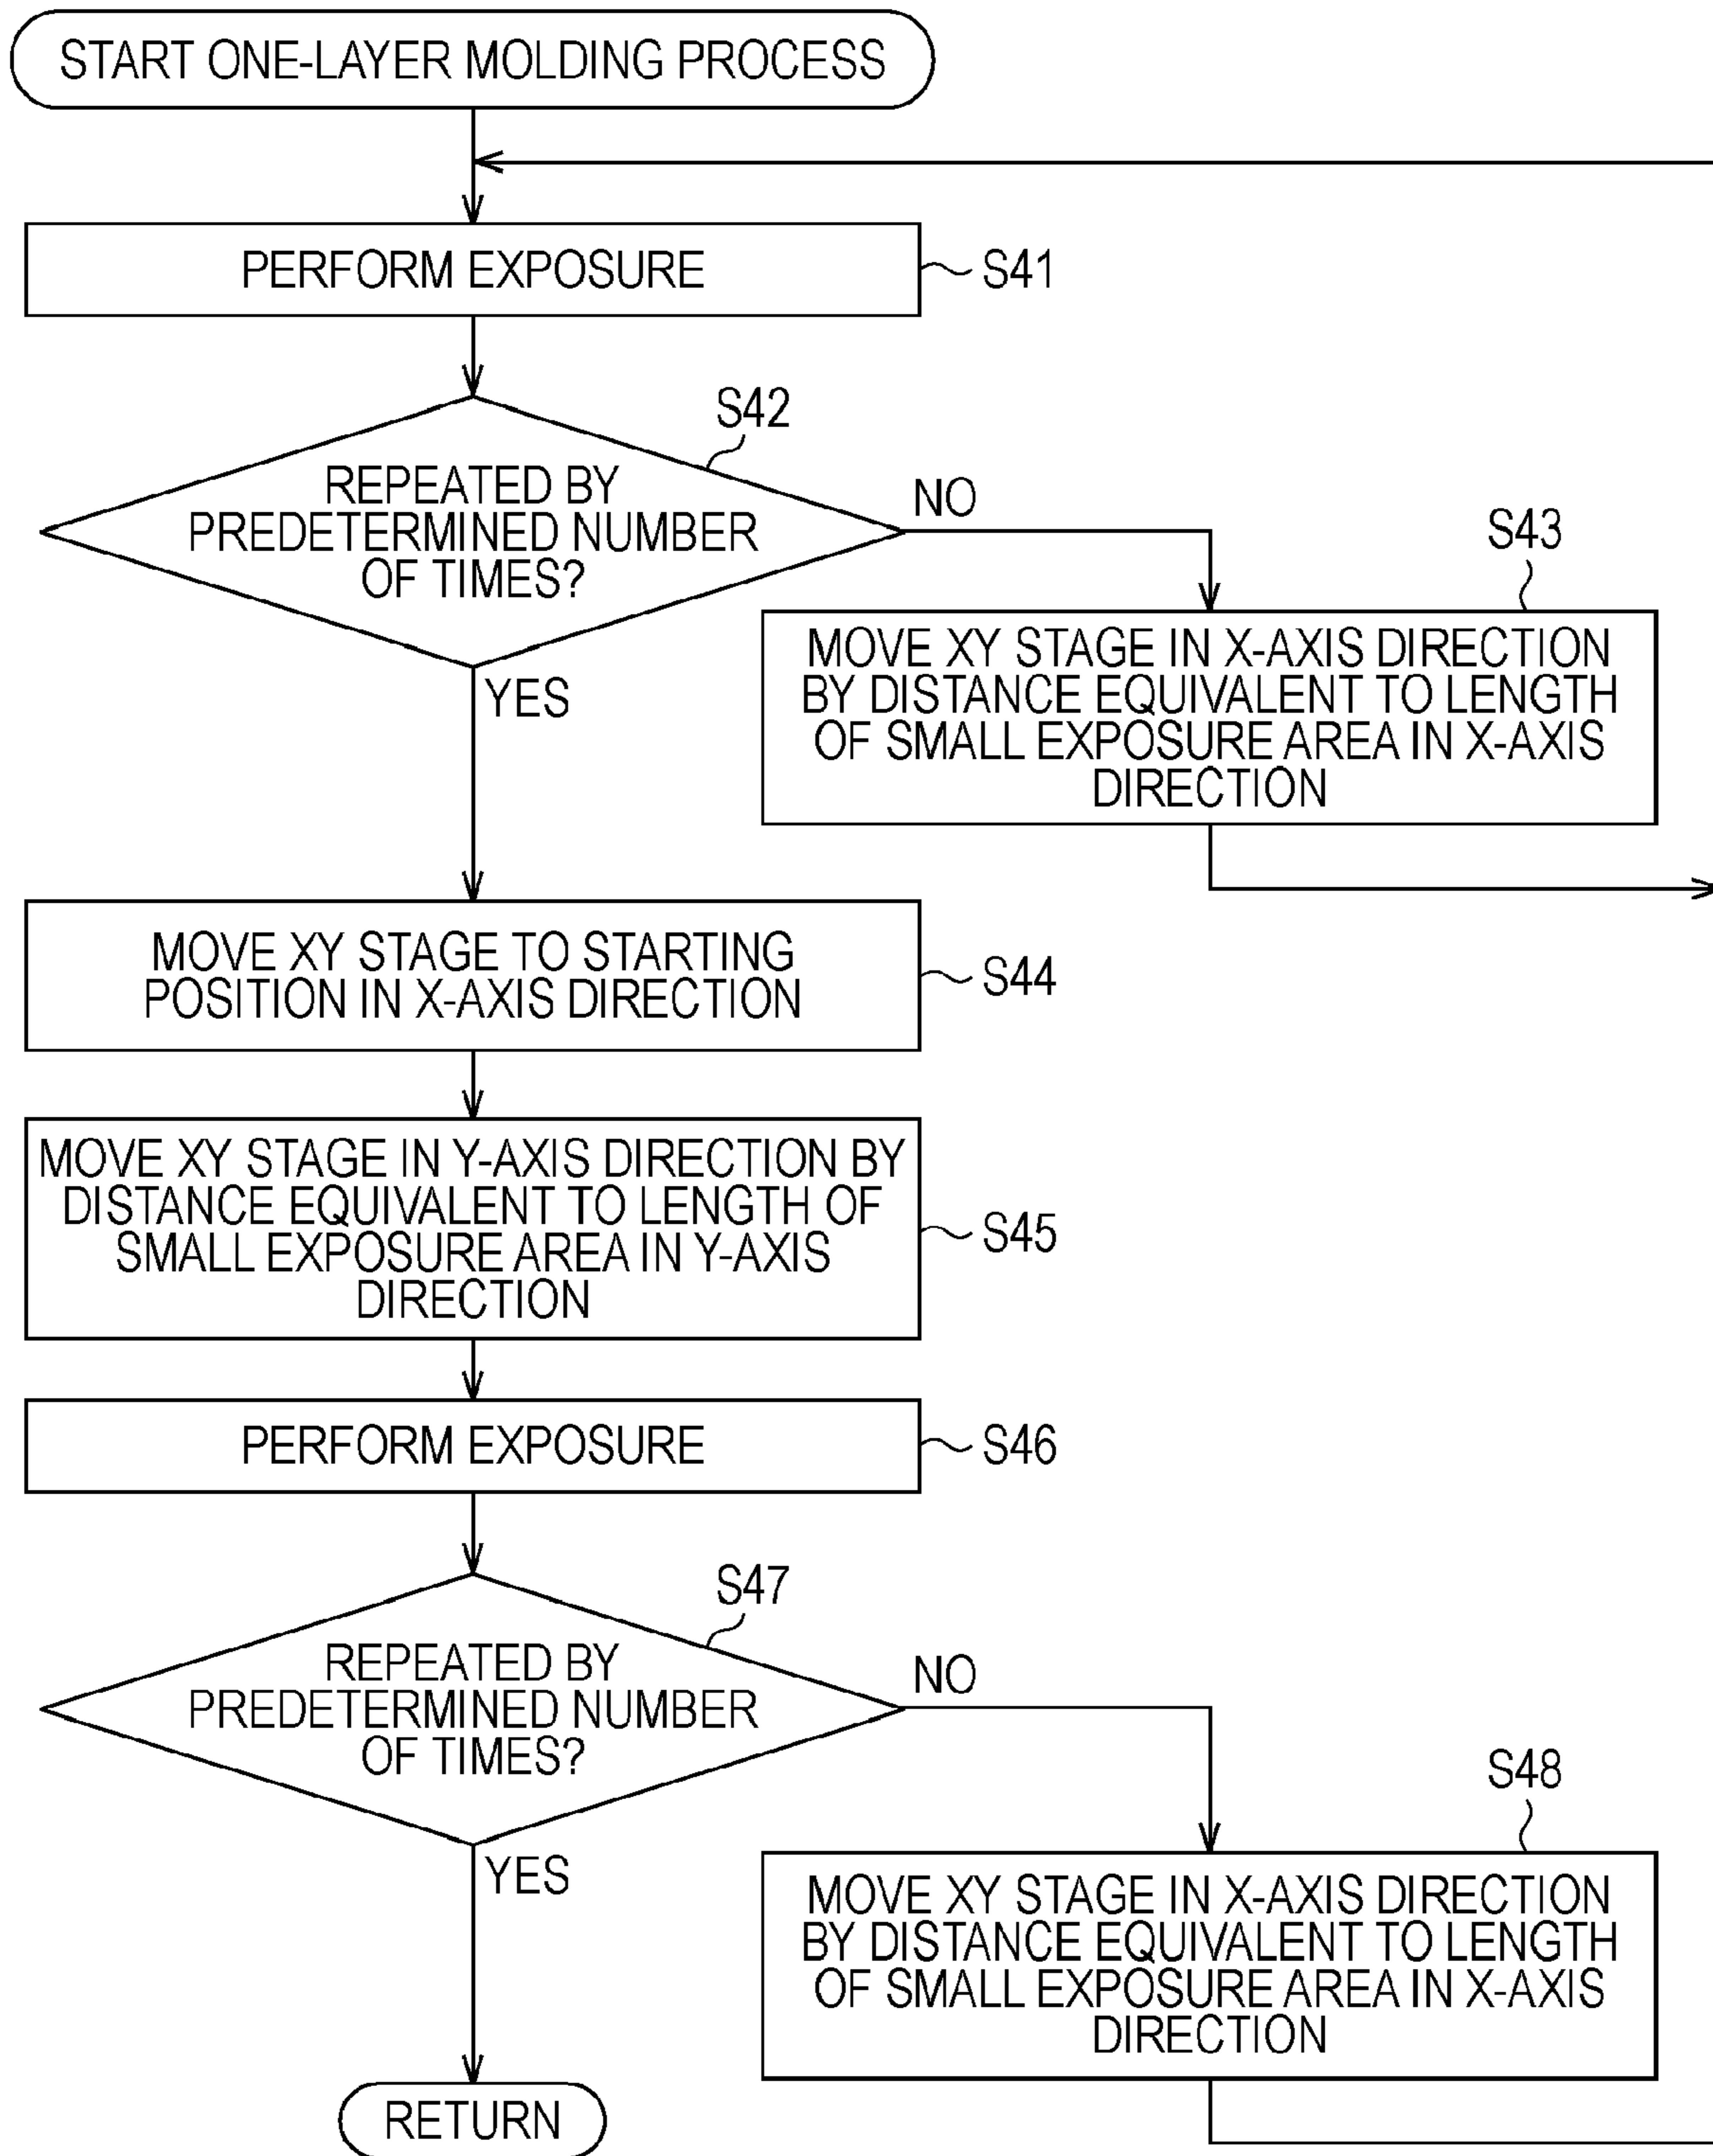 START ONE-LAYER MOLDING PROCESS
PERFORM EXPOSURE
S41
S42
REPEATED BY
PREDETERMINED NUMBER
OF TIMES?
NO
YES
S43
MOVE XY STAGE IN X-AXIS DIRECTION
BY DISTANCE EQUIVALENT TO LENGTH
OF SMALL EXPOSURE AREA IN X-AXIS
DIRECTION
MOVE XY STAGE TO STARTING
POSITION IN X-AXIS DIRECTION
S44
MOVE XY STAGE IN Y-AXIS DIRECTION BY
DISTANCE EQUIVALENT TO LENGTH OF
SMALL EXPOSURE AREA IN Y-AXIS
DIRECTION
S45
PERFORM EXPOSURE
S46
S47
REPEATED BY
PREDETERMINED NUMBER
OF TIMES?
NO
YES
S48
MOVE XY STAGE IN X-AXIS DIRECTION
BY DISTANCE EQUIVALENT TO LENGTH
OF SMALL EXPOSURE AREA IN X-AXIS
DIRECTION
RETURN